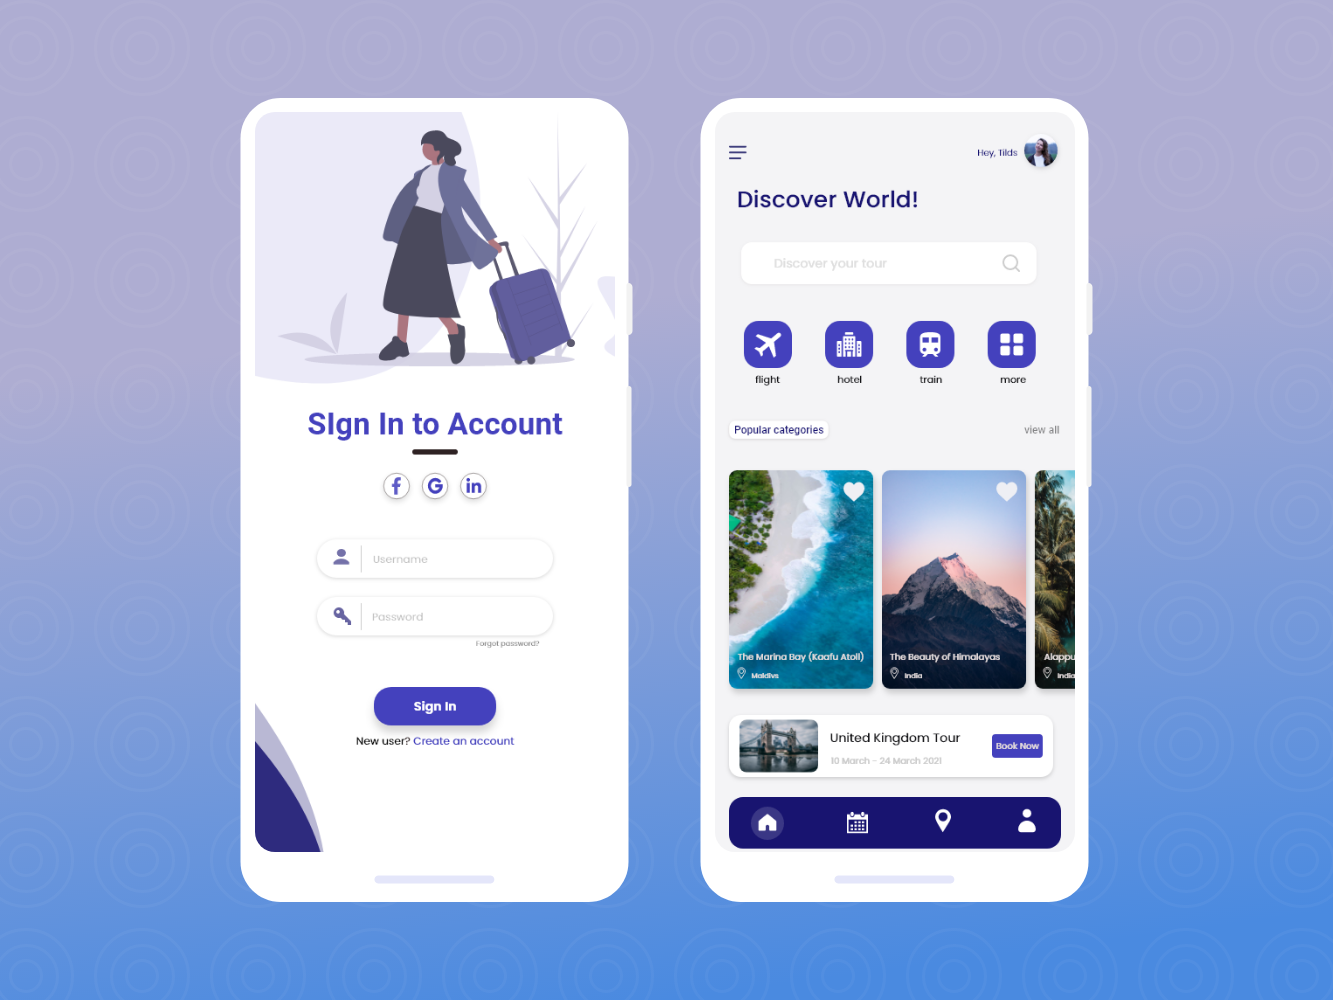 SIgn In to Account
Username
Password
Forgot password?
Sign In
New user? Create an account
Hey, Tilds
Discover World!
Discover your tour
flight
hotel
train
more
Popular categories
view all
The Marina Bay (Kaafu Atoll)
Maldivs
The Beauty of Himalayas
India
Alappu
India
United Kingdom Tour
10 March - 24 March 2021
Book Now